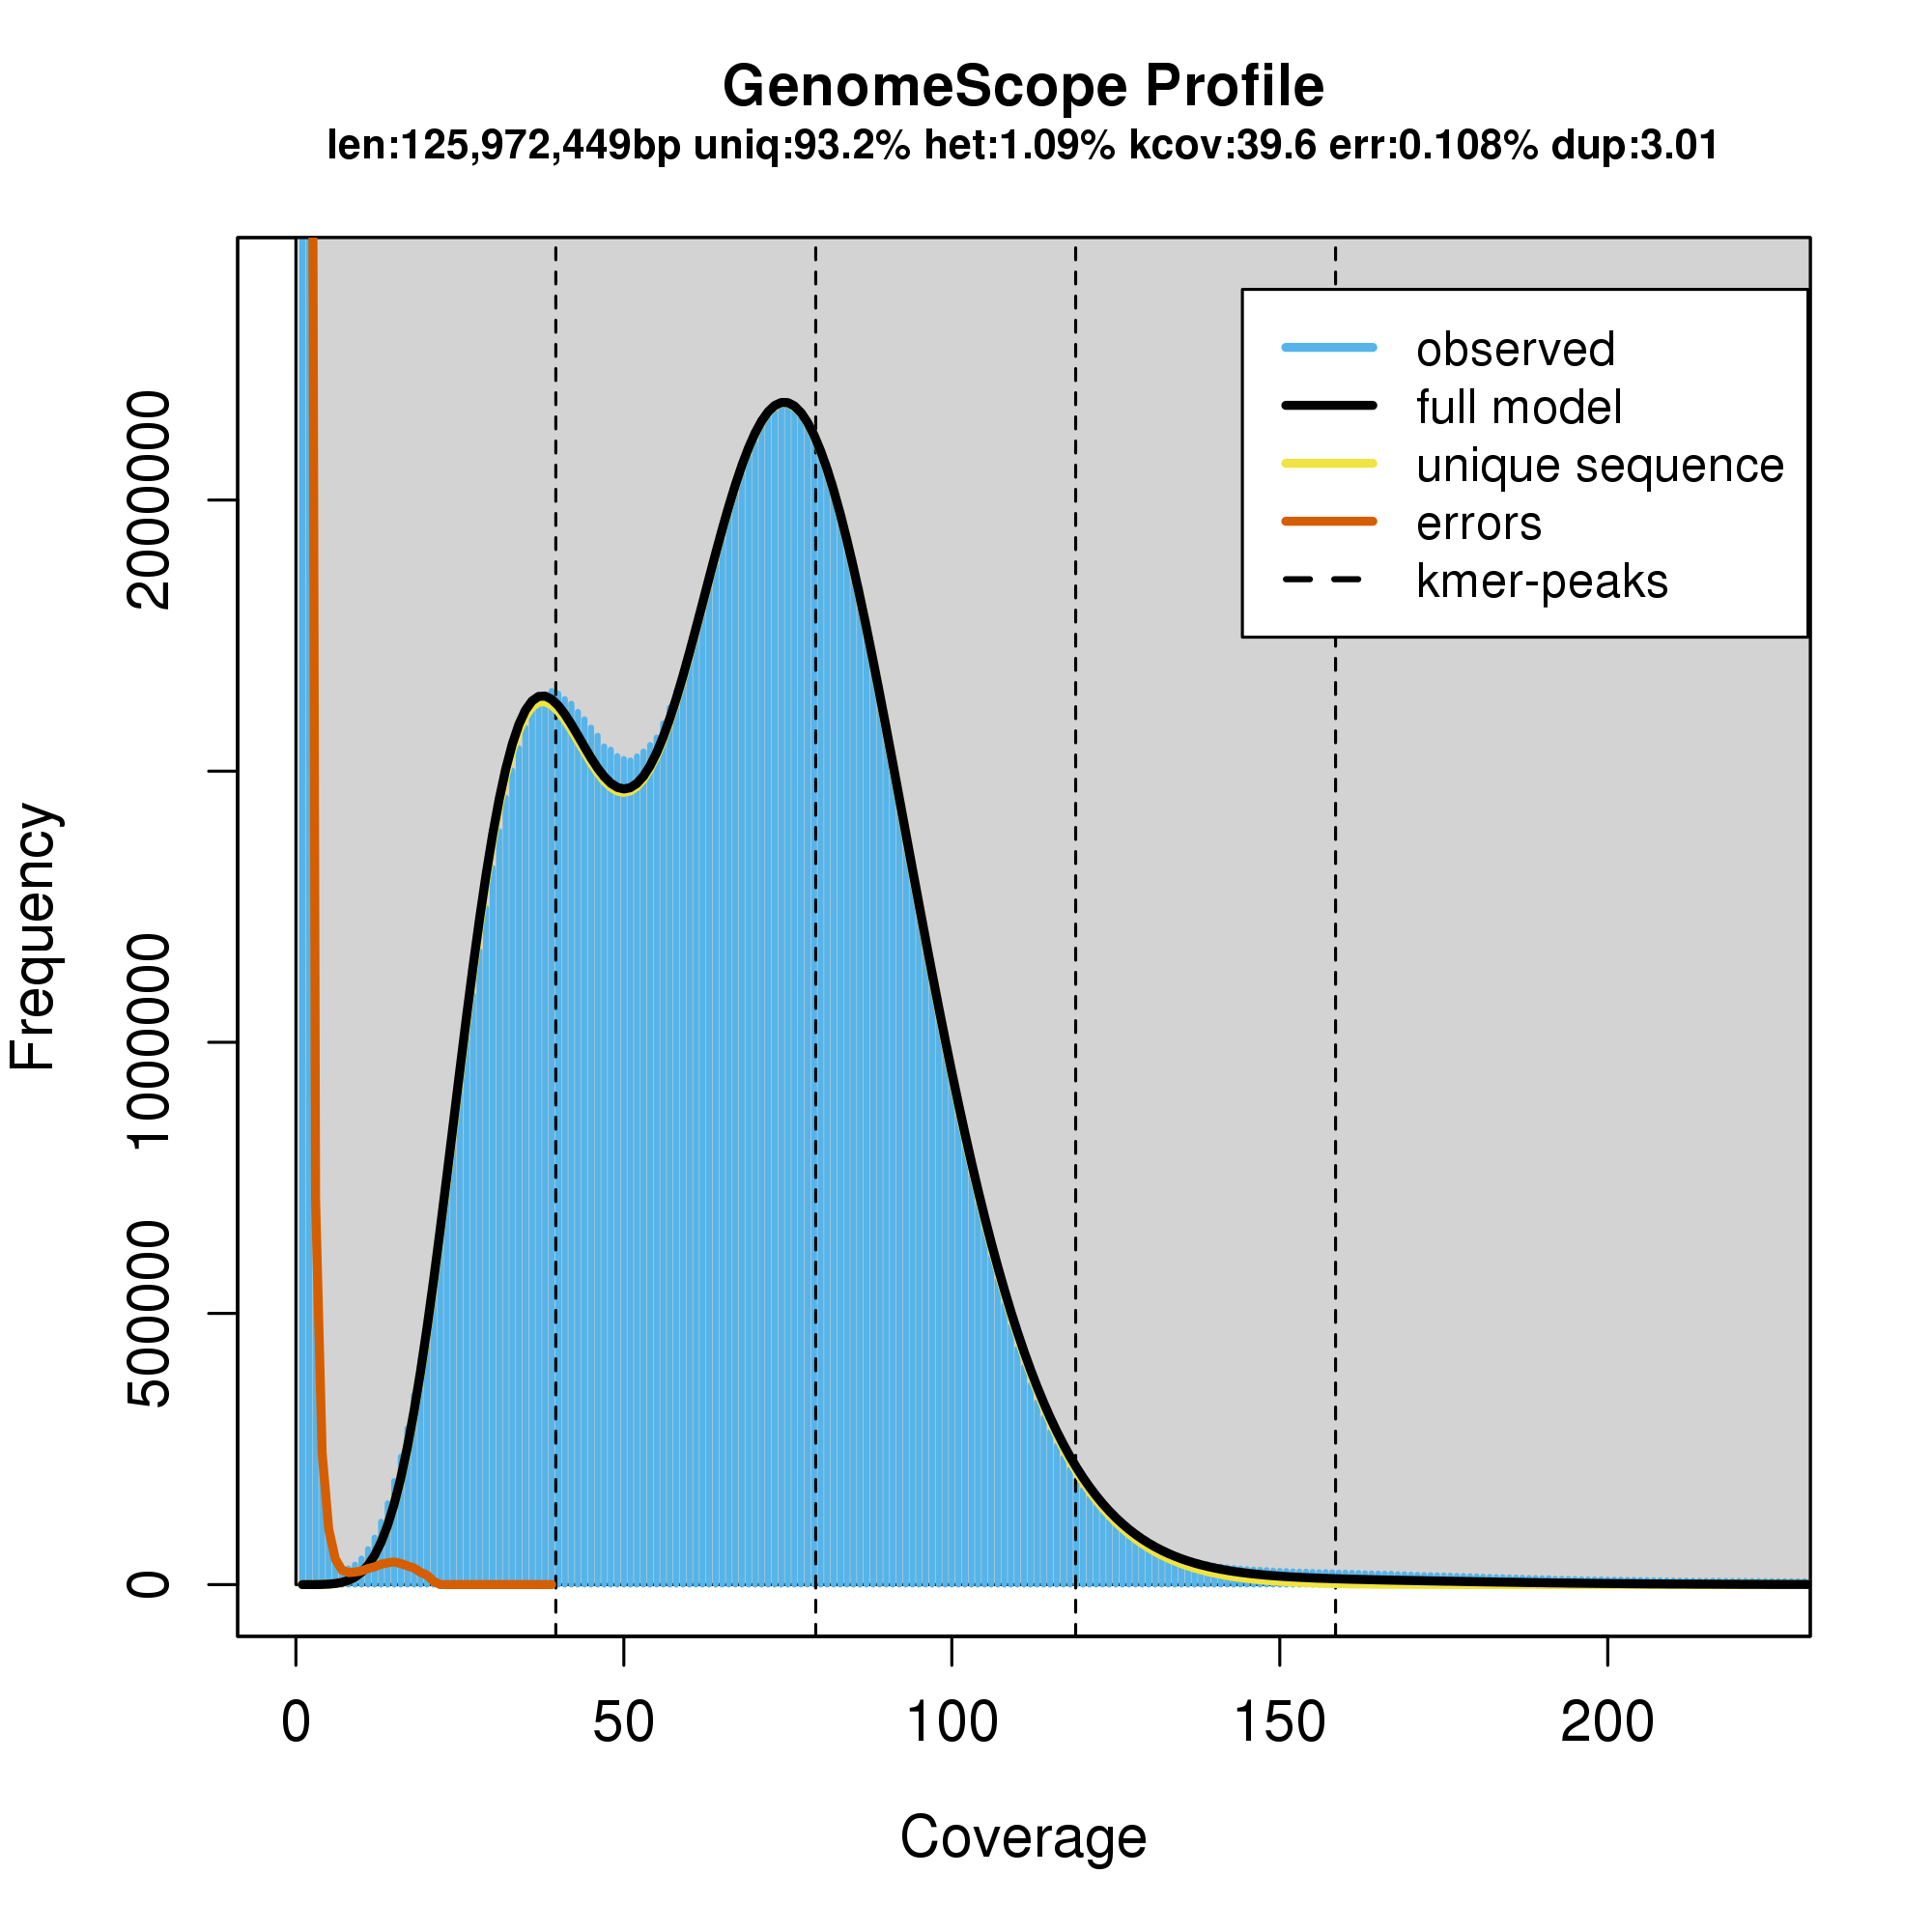 GenomeScope Profile
len:125,972,449bp uniq:93.2% het:1.09% kcov:39.6 err:0.108% dup:3.01
observed
full model
unique sequence
errors
kmer-peaks
Frequency
2000000
1000000
500000
0
0 50 100 150 200
Coverage